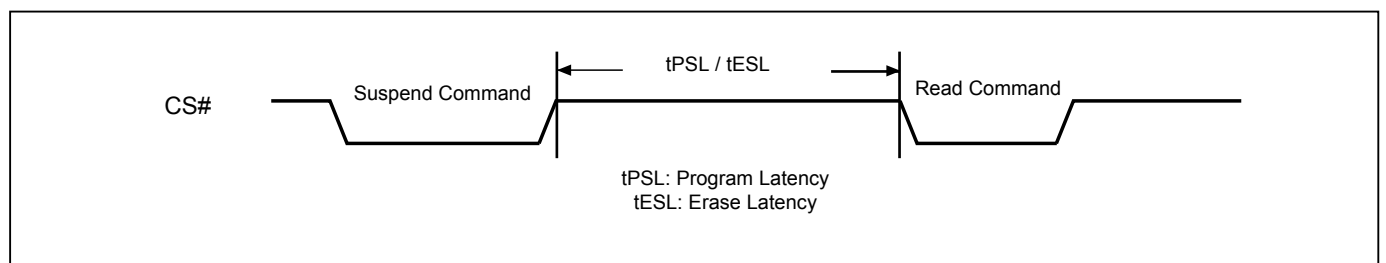 tPSL / tESL
CS#
Suspend Command
Read Command
tPSL: Program Latency
tESL: Erase Latency